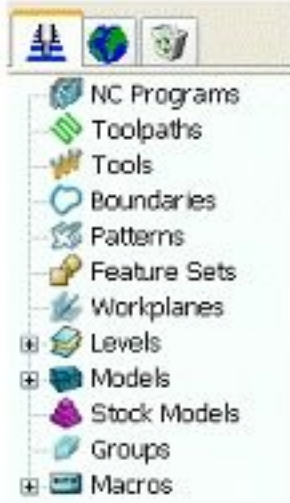 NC Programs
Toolpaths
Tools
Boundaries
Patterns
Feature Sets
Workplanes
Levels
Models
Stock Models
Groups
Macros